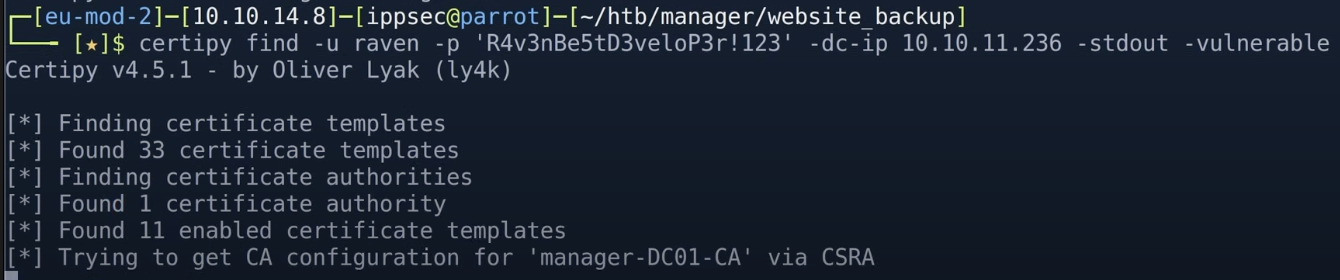 ┌─[eu-mod-2]─[10.10.14.8]─[ippsec@parrot]─[~/htb/manager/website_backup]
└──╼ [★]$ certipy find -u raven -p 'R4v3nBe5tD3veloP3r!123' -dc-ip 10.10.11.236 -stdout -vulnerable
Certipy v4.5.1 - by Oliver Lyak (ly4k)
[*] Finding certificate templates
[*] Found 33 certificate templates
[*] Finding certificate authorities
[*] Found 1 certificate authority
[*] Found 11 enabled certificate templates
[*] Trying to get CA configuration for 'manager-DC01-CA' via CSRA